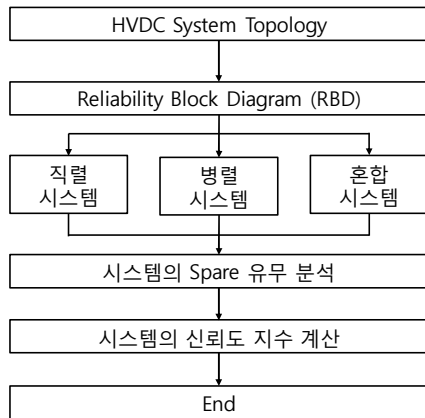 HVDC System Topology
Reliability Block Diagram (RBD)
직렬
시스템
병렬
시스템
혼합
시스템
시스템의 Spare 유무 분석
시스템의 신뢰도 지수 계산
End